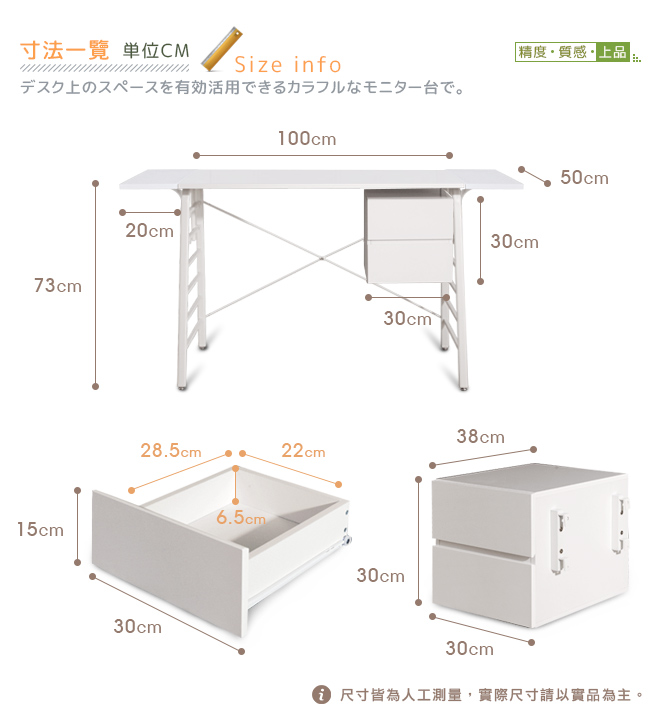 寸法一覽 単位CM Size info
精度・質感・上品
デスク上のスペースを有効活用できるカラフルなモニター台で。
100cm
50cm
20cm
30cm
73cm
30cm
38cm
28.5cm 22cm
6.5cm
15cm
30cm
30cm
30cm
i 尺寸皆為人工測量，實際尺寸請以實品為主。